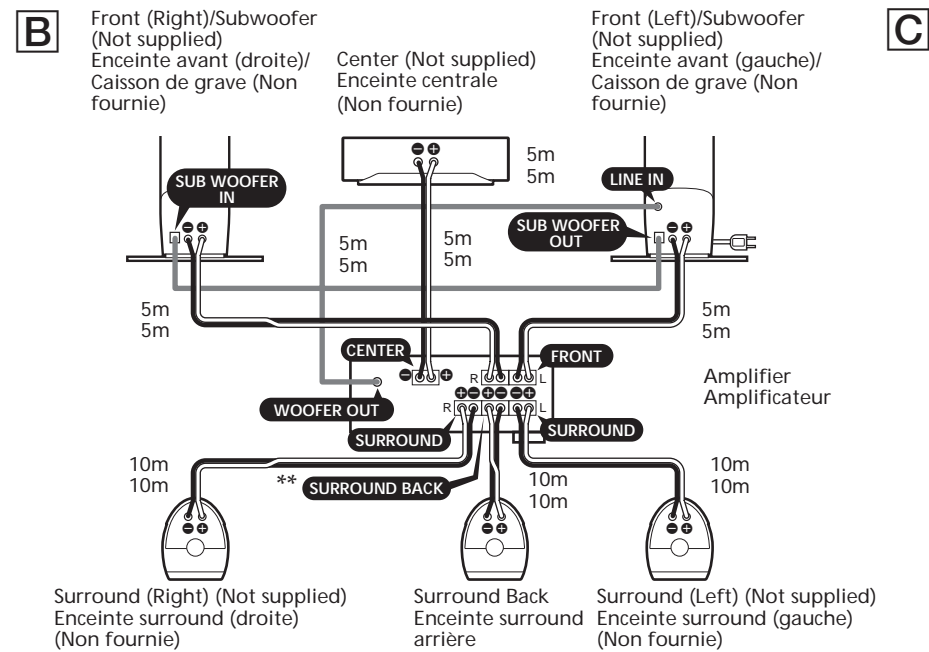 B
Front (Right)/Subwoofer
(Not supplied)
Enceinte avant (droite)/
Caisson de grave (Non
fournie)
Center (Not supplied)
Enceinte centrale
(Non fournie)
Front (Left)/Subwoofer
(Not supplied)
Enceinte avant (gauche)/
Caisson de grave (Non
fournie)
C
SUB WOOFER
IN
5m
5m
LINE IN
SUB WOOFER
OUT
5m
5m
5m
5m
5m
5m
5m
5m
CENTER
FRONT
R
L
Amplifier
Amplificateur
WOOFER OUT
R
L
SURROUND
SURROUND
10m
10m
** SURROUND BACK
10m
10m
10m
10m
Surround (Right) (Not supplied)
Enceinte surround (droite)
(Non fournie)
Surround Back
Enceinte surround
arrière
Surround (Left) (Not supplied)
Enceinte surround (gauche)
(Non fournie)